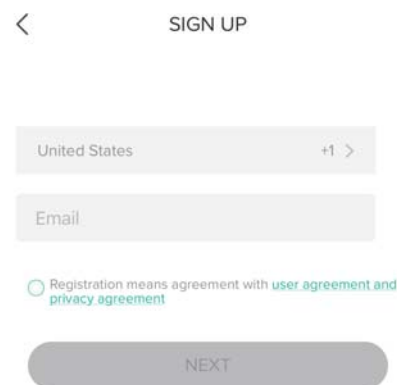 SIGN UP
United States +1 >
Email
Registration means agreement with user agreement and
privacy agreement
NEXT